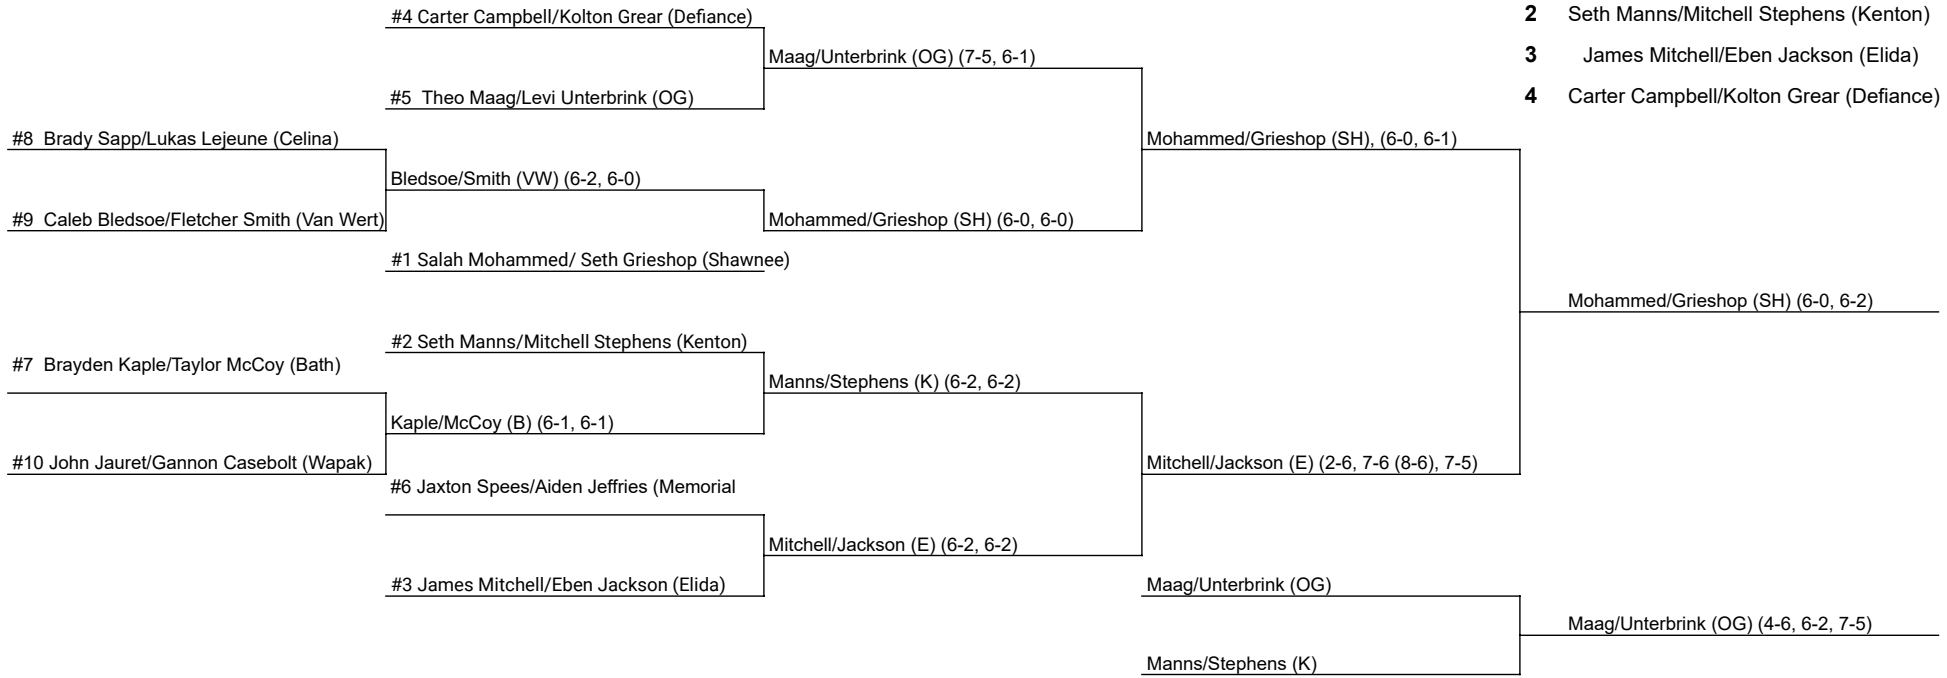 #4 Carter Campbell/Kolton Grear (Defiance)
2 Seth Manns/Mitchell Stephens (Kenton)
Maag/Unterbrink (OG) (7-5, 6-1)
3 James Mitchell/Eben Jackson (Elida)
#5 Theo Maag/Levi Unterbrink (OG)
4 Carter Campbell/Kolton Grear (Defiance)
#8 Brady Sapp/Lukas Lejeune (Celina)
Mohammed/Grieshop (SH), (6-0, 6-1)
Bledsoe/Smith (VW) (6-2, 6-0)
#9 Caleb Bledsoe/Fletcher Smith (Van Wert)
Mohammed/Grieshop (SH) (6-0, 6-0)
#1 Salah Mohammed/ Seth Grieshop (Shawnee)
Mohammed/Grieshop (SH) (6-0, 6-2)
#2 Seth Manns/Mitchell Stephens (Kenton)
#7 Brayden Kaple/Taylor McCoy (Bath)
Manns/Stephens (K) (6-2, 6-2)
Kaple/McCoy (B) (6-1, 6-1)
#10 John Jauret/Gannon Casebolt (Wapak)
Mitchell/Jackson (E) (2-6, 7-6 (8-6), 7-5)
#6 Jaxton Spees/Aiden Jeffries (Memorial
Mitchell/Jackson (E) (6-2, 6-2)
#3 James Mitchell/Eben Jackson (Elida)
Maag/Unterbrink (OG)
Maag/Unterbrink (OG) (4-6, 6-2, 7-5)
Manns/Stephens (K)